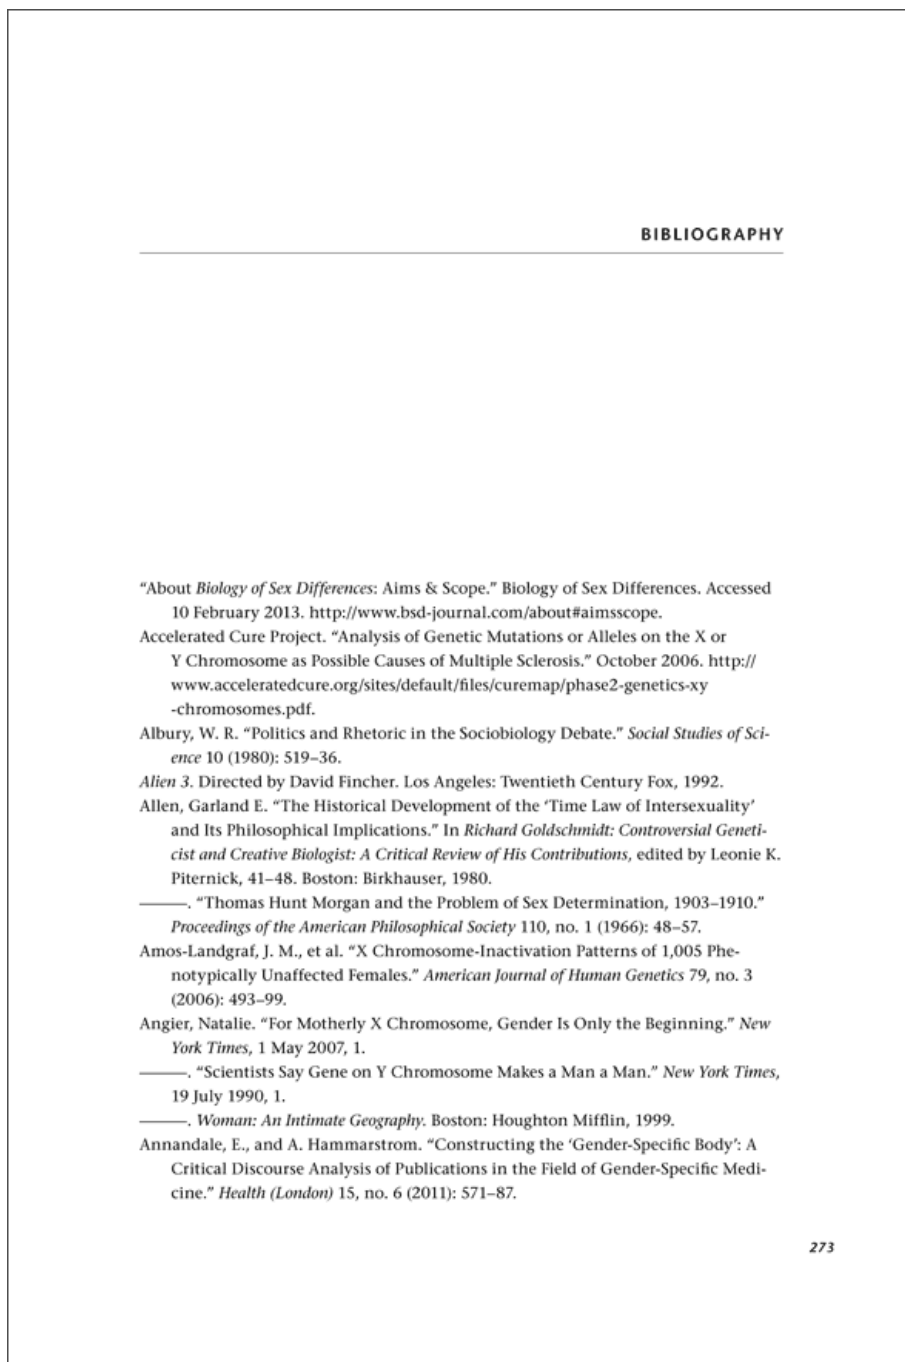 BIBLIOGRAPHY
“About Biology of Sex Differences: Aims & Scope.” Biology of Sex Differences. Accessed
10 February 2013. http://www.bsd-journal.com/about#aimsscope.
Accelerated Cure Project. “Analysis of Genetic Mutations or Alleles on the X or
Y Chromosome as Possible Causes of Multiple Sclerosis.” October 2006. http://
www.acceleratedcure.org/sites/default/files/curemap/phase2-genetics-xy
-chromosomes.pdf.
Albury, W. R. “Politics and Rhetoric in the Sociobiology Debate.” Social Studies of Sci-
ence 10 (1980): 519–36.
Alien 3. Directed by David Fincher. Los Angeles: Twentieth Century Fox, 1992.
Allen, Garland E. “The Historical Development of the ‘Time Law of Intersexuality’
and Its Philosophical Implications.” In Richard Goldschmidt: Controversial Geneti-
cist and Creative Biologist: A Critical Review of His Contributions, edited by Leonie K.
Piternick, 41–48. Boston: Birkhauser, 1980.
———. “Thomas Hunt Morgan and the Problem of Sex Determination, 1903–1910.”
Proceedings of the American Philosophical Society 110, no. 1 (1966): 48–57.
Amos-Landgraf, J. M., et al. “X Chromosome-Inactivation Patterns of 1,005 Phe-
notypically Unaffected Females.” American Journal of Human Genetics 79, no. 3
(2006): 493–99.
Angier, Natalie. “For Motherly X Chromosome, Gender Is Only the Beginning.” New
York Times, 1 May 2007, 1.
———. “Scientists Say Gene on Y Chromosome Makes a Man a Man.” New York Times,
19 July 1990, 1.
———. Woman: An Intimate Geography. Boston: Houghton Mifflin, 1999.
Annandale, E., and A. Hammarstrom. “Constructing the ‘Gender-Specific Body’: A
Critical Discourse Analysis of Publications in the Field of Gender-Specific Medi-
cine.” Health (London) 15, no. 6 (2011): 571–87.
273